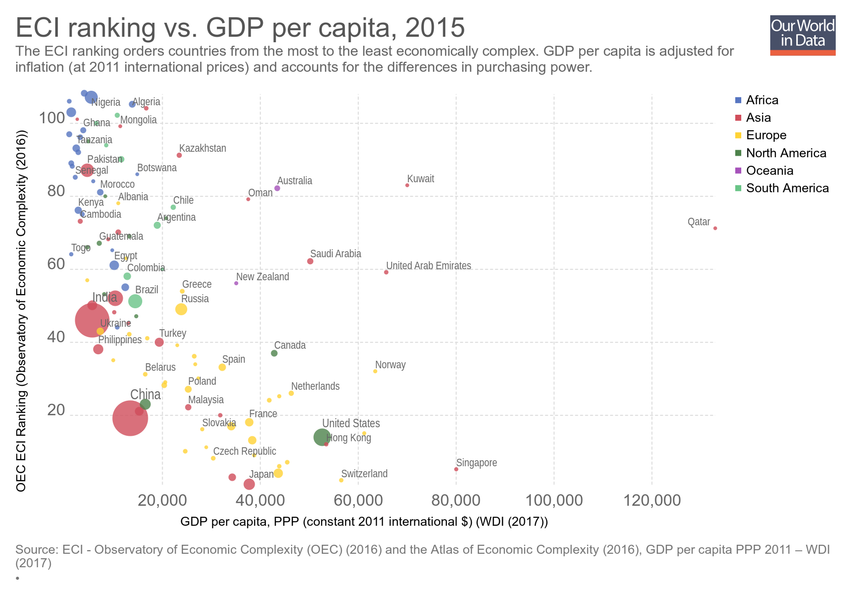 ECI ranking vs. GDP per capita, 2015
Our World
in Data
The ECI ranking orders countries from the most to the least economically complex. GDP per capita is adjusted for
inflation (at 2011 international prices) and accounts for the differences in purchasing power.
OEC ECI Ranking (Observatory of Economic Complexity (2016))
100
80
60
40
20
Nigeria
Algeria
Ghana
Mongolia
Tanzania
Kazakhstan
Pakistan
Senegal
Botswana
Morocco
Australia
Kuwait
Albania
Oman
Kenya
Chile
Cambodia
Argentina
Qatar
Guatemala
Togo
Egypt
Saudi Arabia
Colombia
United Arab Emirates
New Zealand
Greece
Brazil
Russia
India
Ukraine
Philippines
Turkey
Canada
Spain
Belarus
Norway
Poland
Netherlands
China
Malaysia
Slovakia
France
United States
Hong Kong
Czech Republic
Japan
Switzerland
Singapore
20,000
40,000
60,000
80,000
100,000
120,000
GDP per capita, PPP (constant 2011 international $) (WDI (2017))
Africa
Asia
Europe
North America
Oceania
South America
Source: ECI - Observatory of Economic Complexity (OEC) (2016) and the Atlas of Economic Complexity (2016), GDP per capita PPP 2011 – WDI
(2017)
•